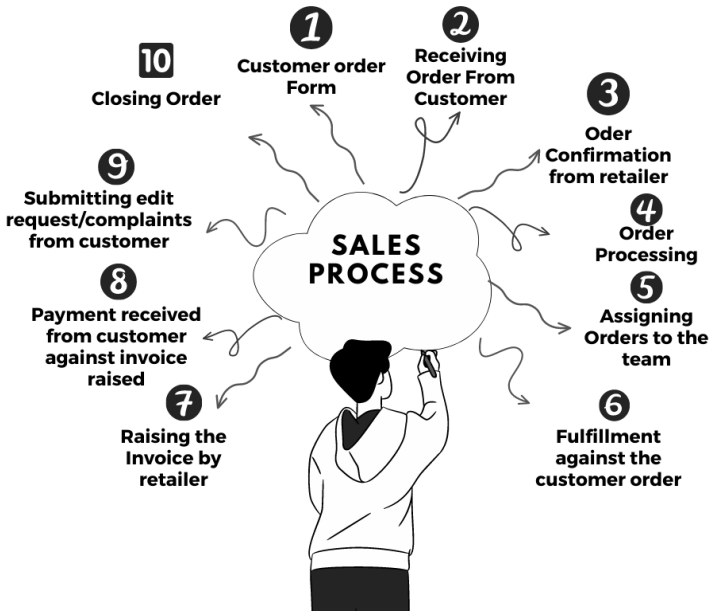 SALES
PROCESS
1
Customer order
Form
2
Receiving
Order From
Customer
3
Oder
Confirmation
from retailer
4
Order
Processing
5
Assigning
Orders to the
team
6
Fulfillment
against the
customer order
7
Raising the
Invoice by
retailer
8
Payment received
from customer
against invoice
raised
9
Submitting edit
request/complaints
from customer
10
Closing Order